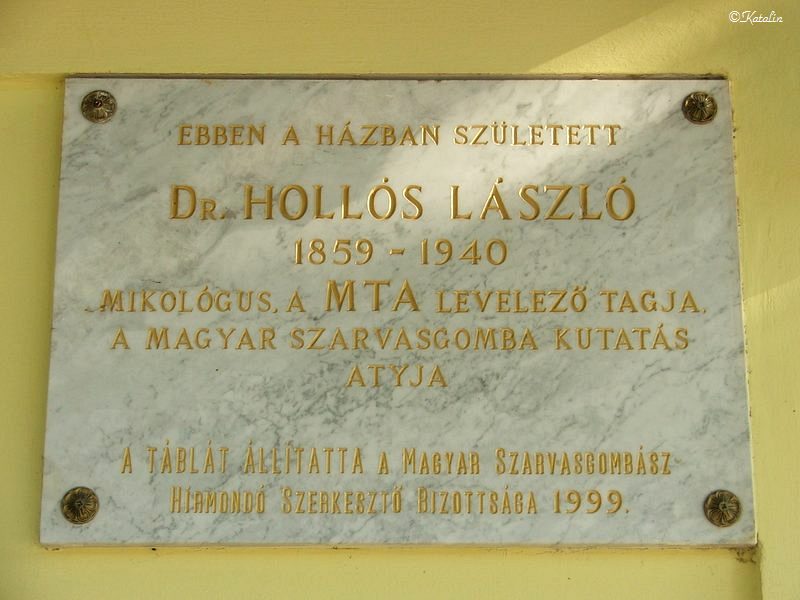 ©Katalin
EBBEN A HÁZBAN SZÜLETETT
DR. HOLLÓS LÁSZLÓ
1859 - 1940
MIKOLÓGUS, A MTA LEVELEZŐ TAGJA,
A MAGYAR SZARVASGOMBA KUTATÁS
ATYJA
A TÁBLÁT ÁLLÍTATTA A MAGYAR SZARVASGOMBÁSZ
HÍRMONDÓ SZERKESZTŐ BIZOTTSÁGA 1999.